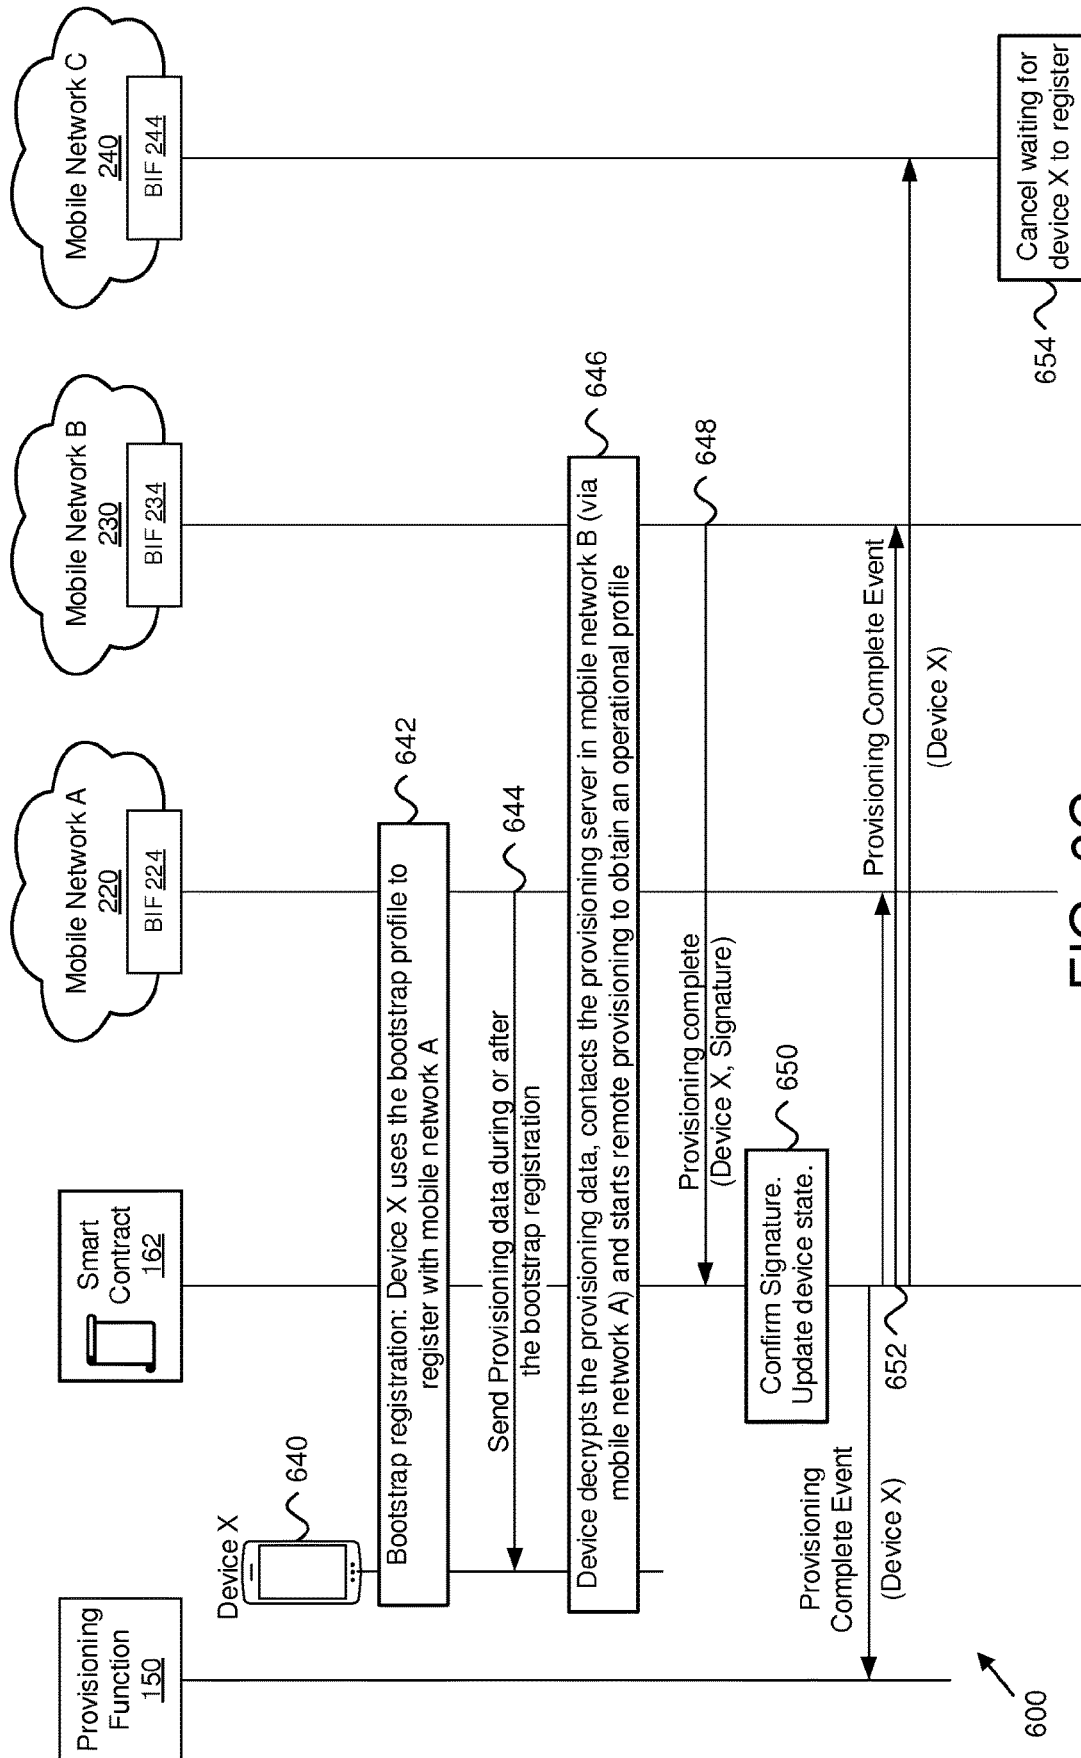 Provisioning
Function
150
Smart
Contract
162
Mobile Network A
220
BIF 224
Mobile Network B
230
BIF 234
Mobile Network C
240
BIF 244
Device X
640
Bootstrap registration: Device X uses the bootstrap profile to
register with mobile network A
642
Send Provisioning data during or after
the bootstrap registration
644
Device decrypts the provisioning data, contacts the provisioning server in mobile network B (via
mobile network A) and starts remote provisioning to obtain an operational profile
646
Provisioning complete
(Device X, Signature)
648
Confirm Signature.
Update device state.
650
Provisioning
Complete Event
(Device X)
652
Provisioning Complete Event
(Device X)
Cancel waiting for
device X to register
654
600